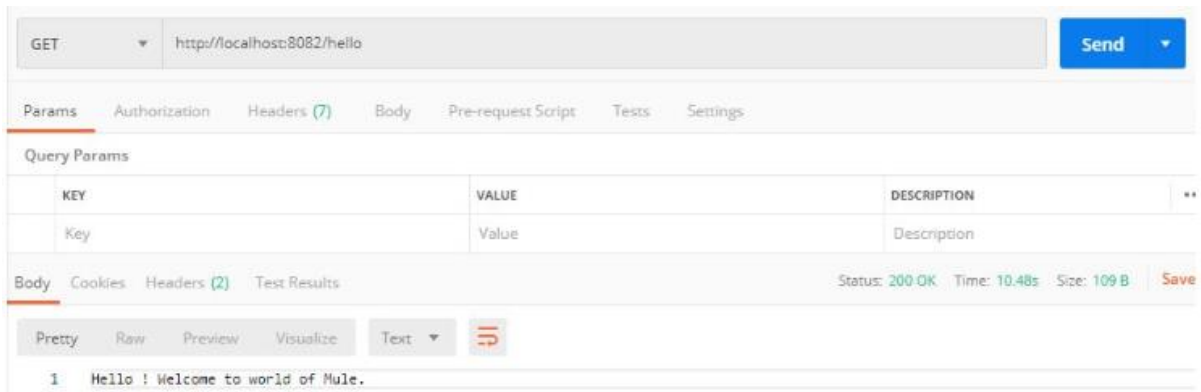 GET http://localhost:8082/hello Send
Params Authorization Headers (7) Body Pre-request Script Tests Settings
Query Params
KEY VALUE DESCRIPTION
Key Value Description
Body Cookies Headers (2) Test Results Status: 200 OK Time: 10.48s Size: 109 B Save
Pretty Raw Preview Visualize Text
1 Hello ! Welcome to world of Mule.